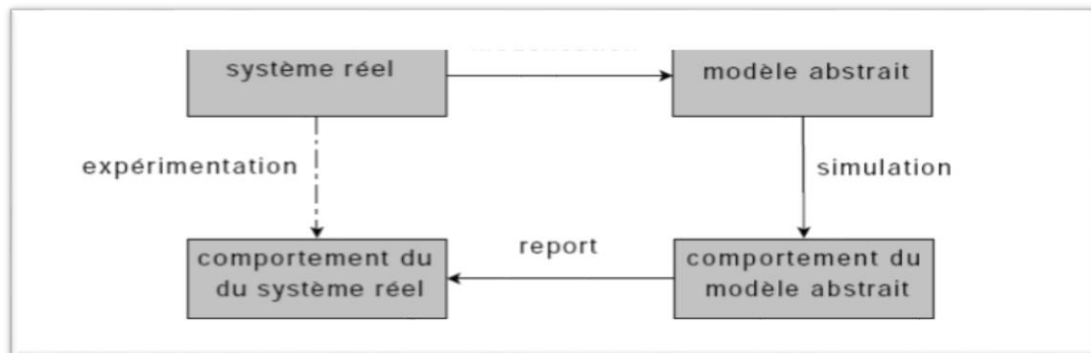 système réel
modèle abstrait
expérimentation
simulation
report
comportement du
du système réel
comportement du
modèle abstrait